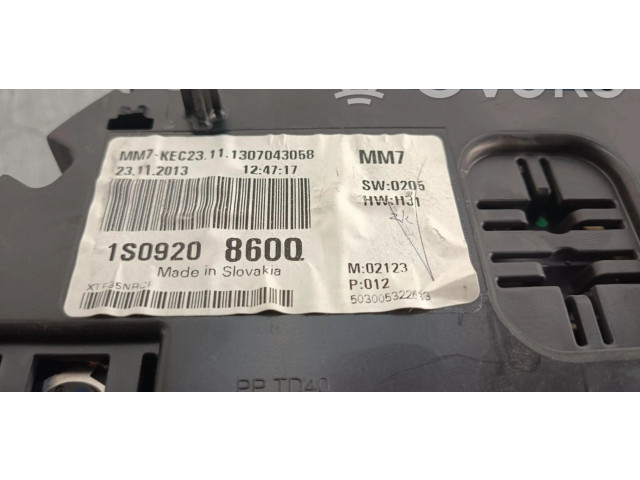 MM7-KEC23.11.1307043058
MM7
23.11.2013 12:47:17
SW:0205
HW:H31
1S0920 860Q
Made in Slovakia
M:02123
P:012
PP TD40